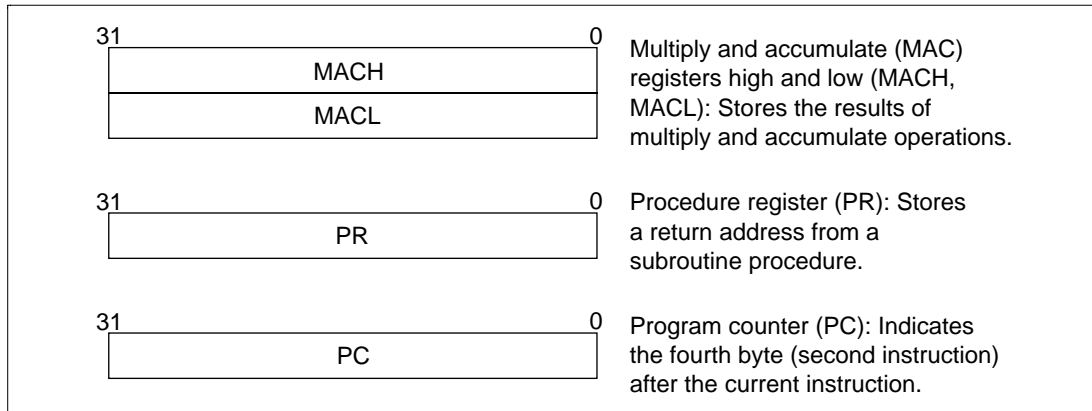 31 0
MACH
MACL
Multiply and accumulate (MAC)
registers high and low (MACH,
MACL): Stores the results of
multiply and accumulate operations.
31 0
PR
Procedure register (PR): Stores
a return address from a
subroutine procedure.
31 0
PC
Program counter (PC): Indicates
the fourth byte (second instruction)
after the current instruction.